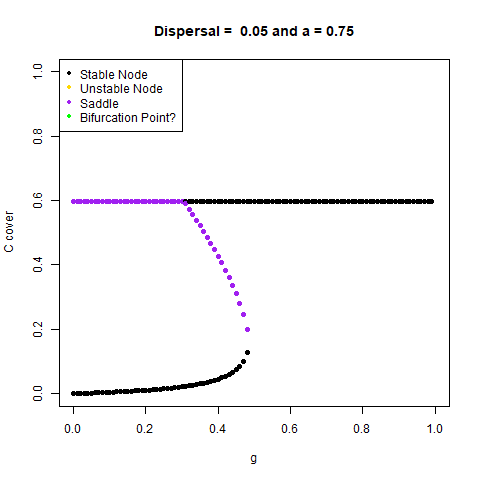 Dispersal =  0.05 and a = 0.75
Stable Node
Unstable Node
Saddle
Bifurcation Point?
C cover
1.0
0.8
0.6
0.4
0.2
0.0
0.0 0.2 0.4 0.6 0.8 1.0
g